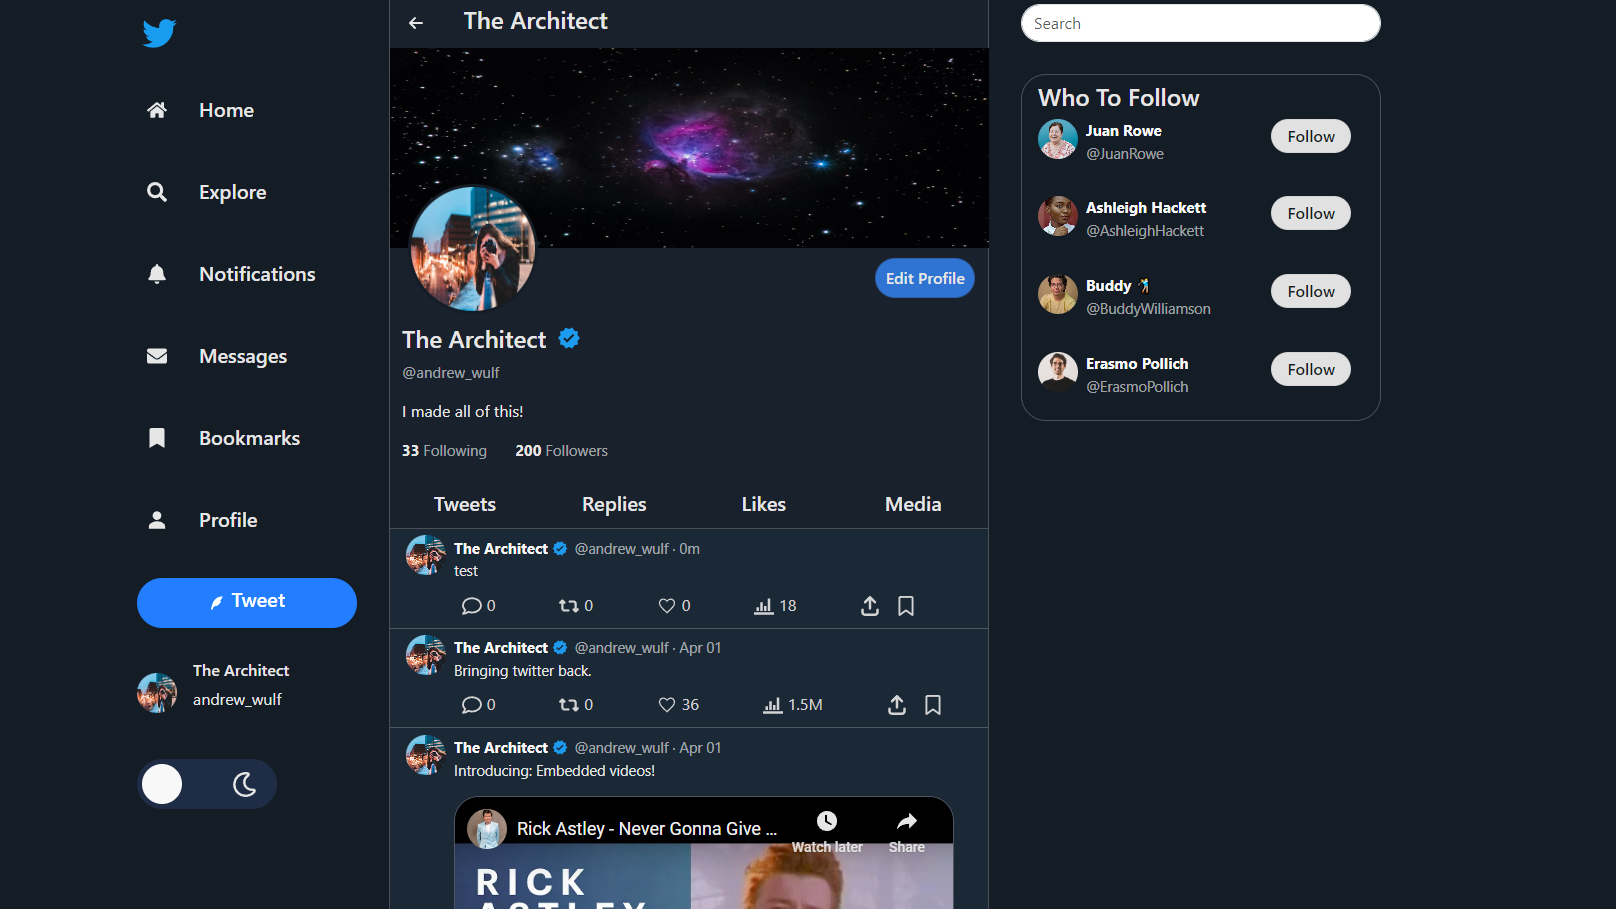 Home
Explore
Notifications
Messages
Bookmarks
Profile
Tweet
The Architect
andrew_wulf
The Architect
Edit Profile
The Architect
@andrew_wulf
I made all of this!
33 Following 200 Followers
Tweets Replies Likes Media
The Architect @andrew_wulf · 0m
test
0 0 0 18
The Architect @andrew_wulf · Apr 01
Bringing twitter back.
0 0 36 1.5M
The Architect @andrew_wulf · Apr 01
Introducing: Embedded videos!
Rick Astley - Never Gonna Give ...
Watch later Share
RICK
ASTLEY
Search
Who To Follow
Juan Rowe
@JuanRowe
Follow
Ashleigh Hackett
@AshleighHackett
Follow
Buddy
@BuddyWilliamson
Follow
Erasmo Pollich
@ErasmoPollich
Follow